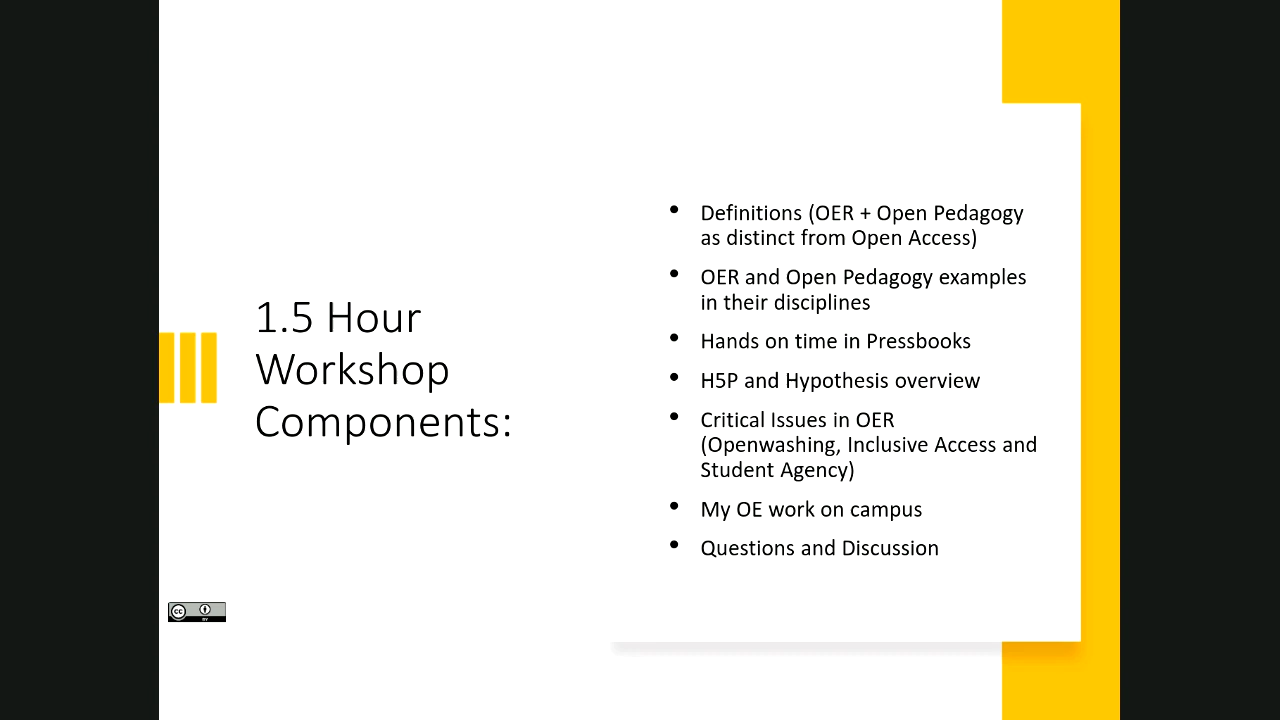 1.5 Hour
Workshop
Components:
• Definitions (OER + Open Pedagogy
as distinct from Open Access)
• OER and Open Pedagogy examples
in their disciplines
• Hands on time in Pressbooks
• H5P and Hypothesis overview
• Critical Issues in OER
(Openwashing, Inclusive Access and
Student Agency)
• My OE work on campus
• Questions and Discussion
cc
BY